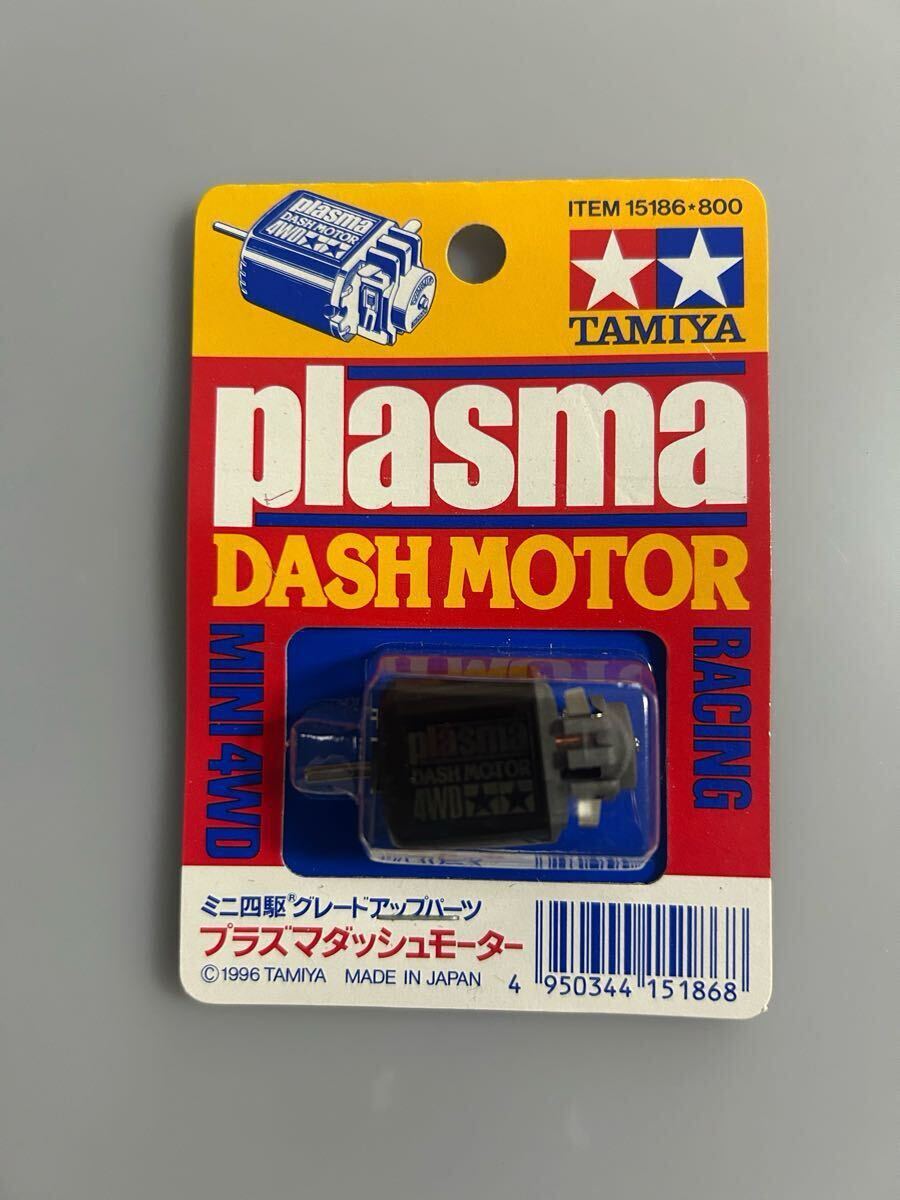 ITEM 15186★800
plasma
DASH MOTOR
4WD★★
TAMIYA
plasma
DASH MOTOR
MINI 4WD
RACING
plasma
DASH MOTOR
4WD★★
ミニ四駆®グレードアップパーツ
プラズマダッシュモーター
©1996 TAMIYA MADE IN JAPAN
4 950344 151868